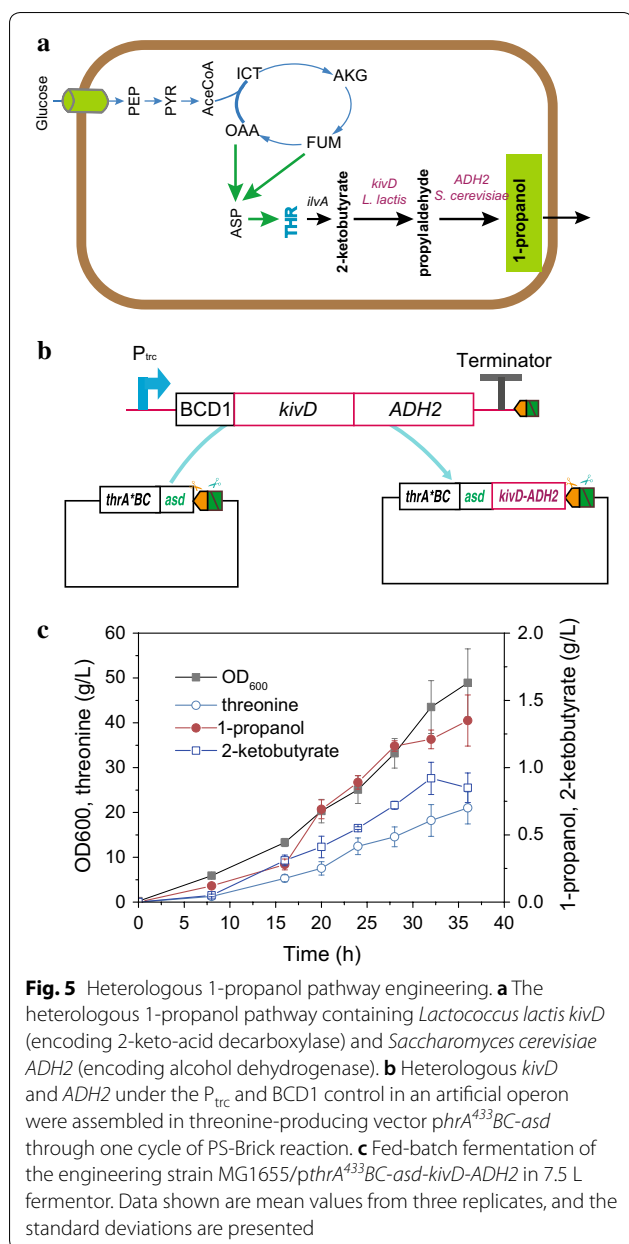 a
Glucose
PEP
PYR
AceCoA
ICT
AKG
OAA
FUM
ASP
THR
ilvA
2-ketobutyrate
kivD
L. lactis
propylaldehyde
ADH2
S. cerevisiae
1-propanol
b
Ptrc
Terminator
BCD1
kivD
ADH2
thrA*BC
asd
thrA*BC
asd
kivD-ADH2
c
OD600, threonine (g/L)
60
50
40
30
20
10
0
OD600
threonine
1-propanol
2-ketobutyrate
2.0
1.5
1.0
0.5
0.0
1-propanol, 2-ketobutyrate (g/L)
0 5 10 15 20 25 30 35 40
Time (h)
Fig. 5 Heterologous 1-propanol pathway engineering. a The
heterologous 1-propanol pathway containing Lactococcus lactis kivD
(encoding 2-keto-acid decarboxylase) and Saccharomyces cerevisiae
ADH2 (encoding alcohol dehydrogenase). b Heterologous kivD
and ADH2 under the Ptrc and BCD1 control in an artificial operon
were assembled in threonine-producing vector phrA⁴³³BC-asd
through one cycle of PS-Brick reaction. c Fed-batch fermentation of
the engineering strain MG1655/pthrA⁴³³BC-asd-kivD-ADH2 in 7.5 L
fermentor. Data shown are mean values from three replicates, and the
standard deviations are presented